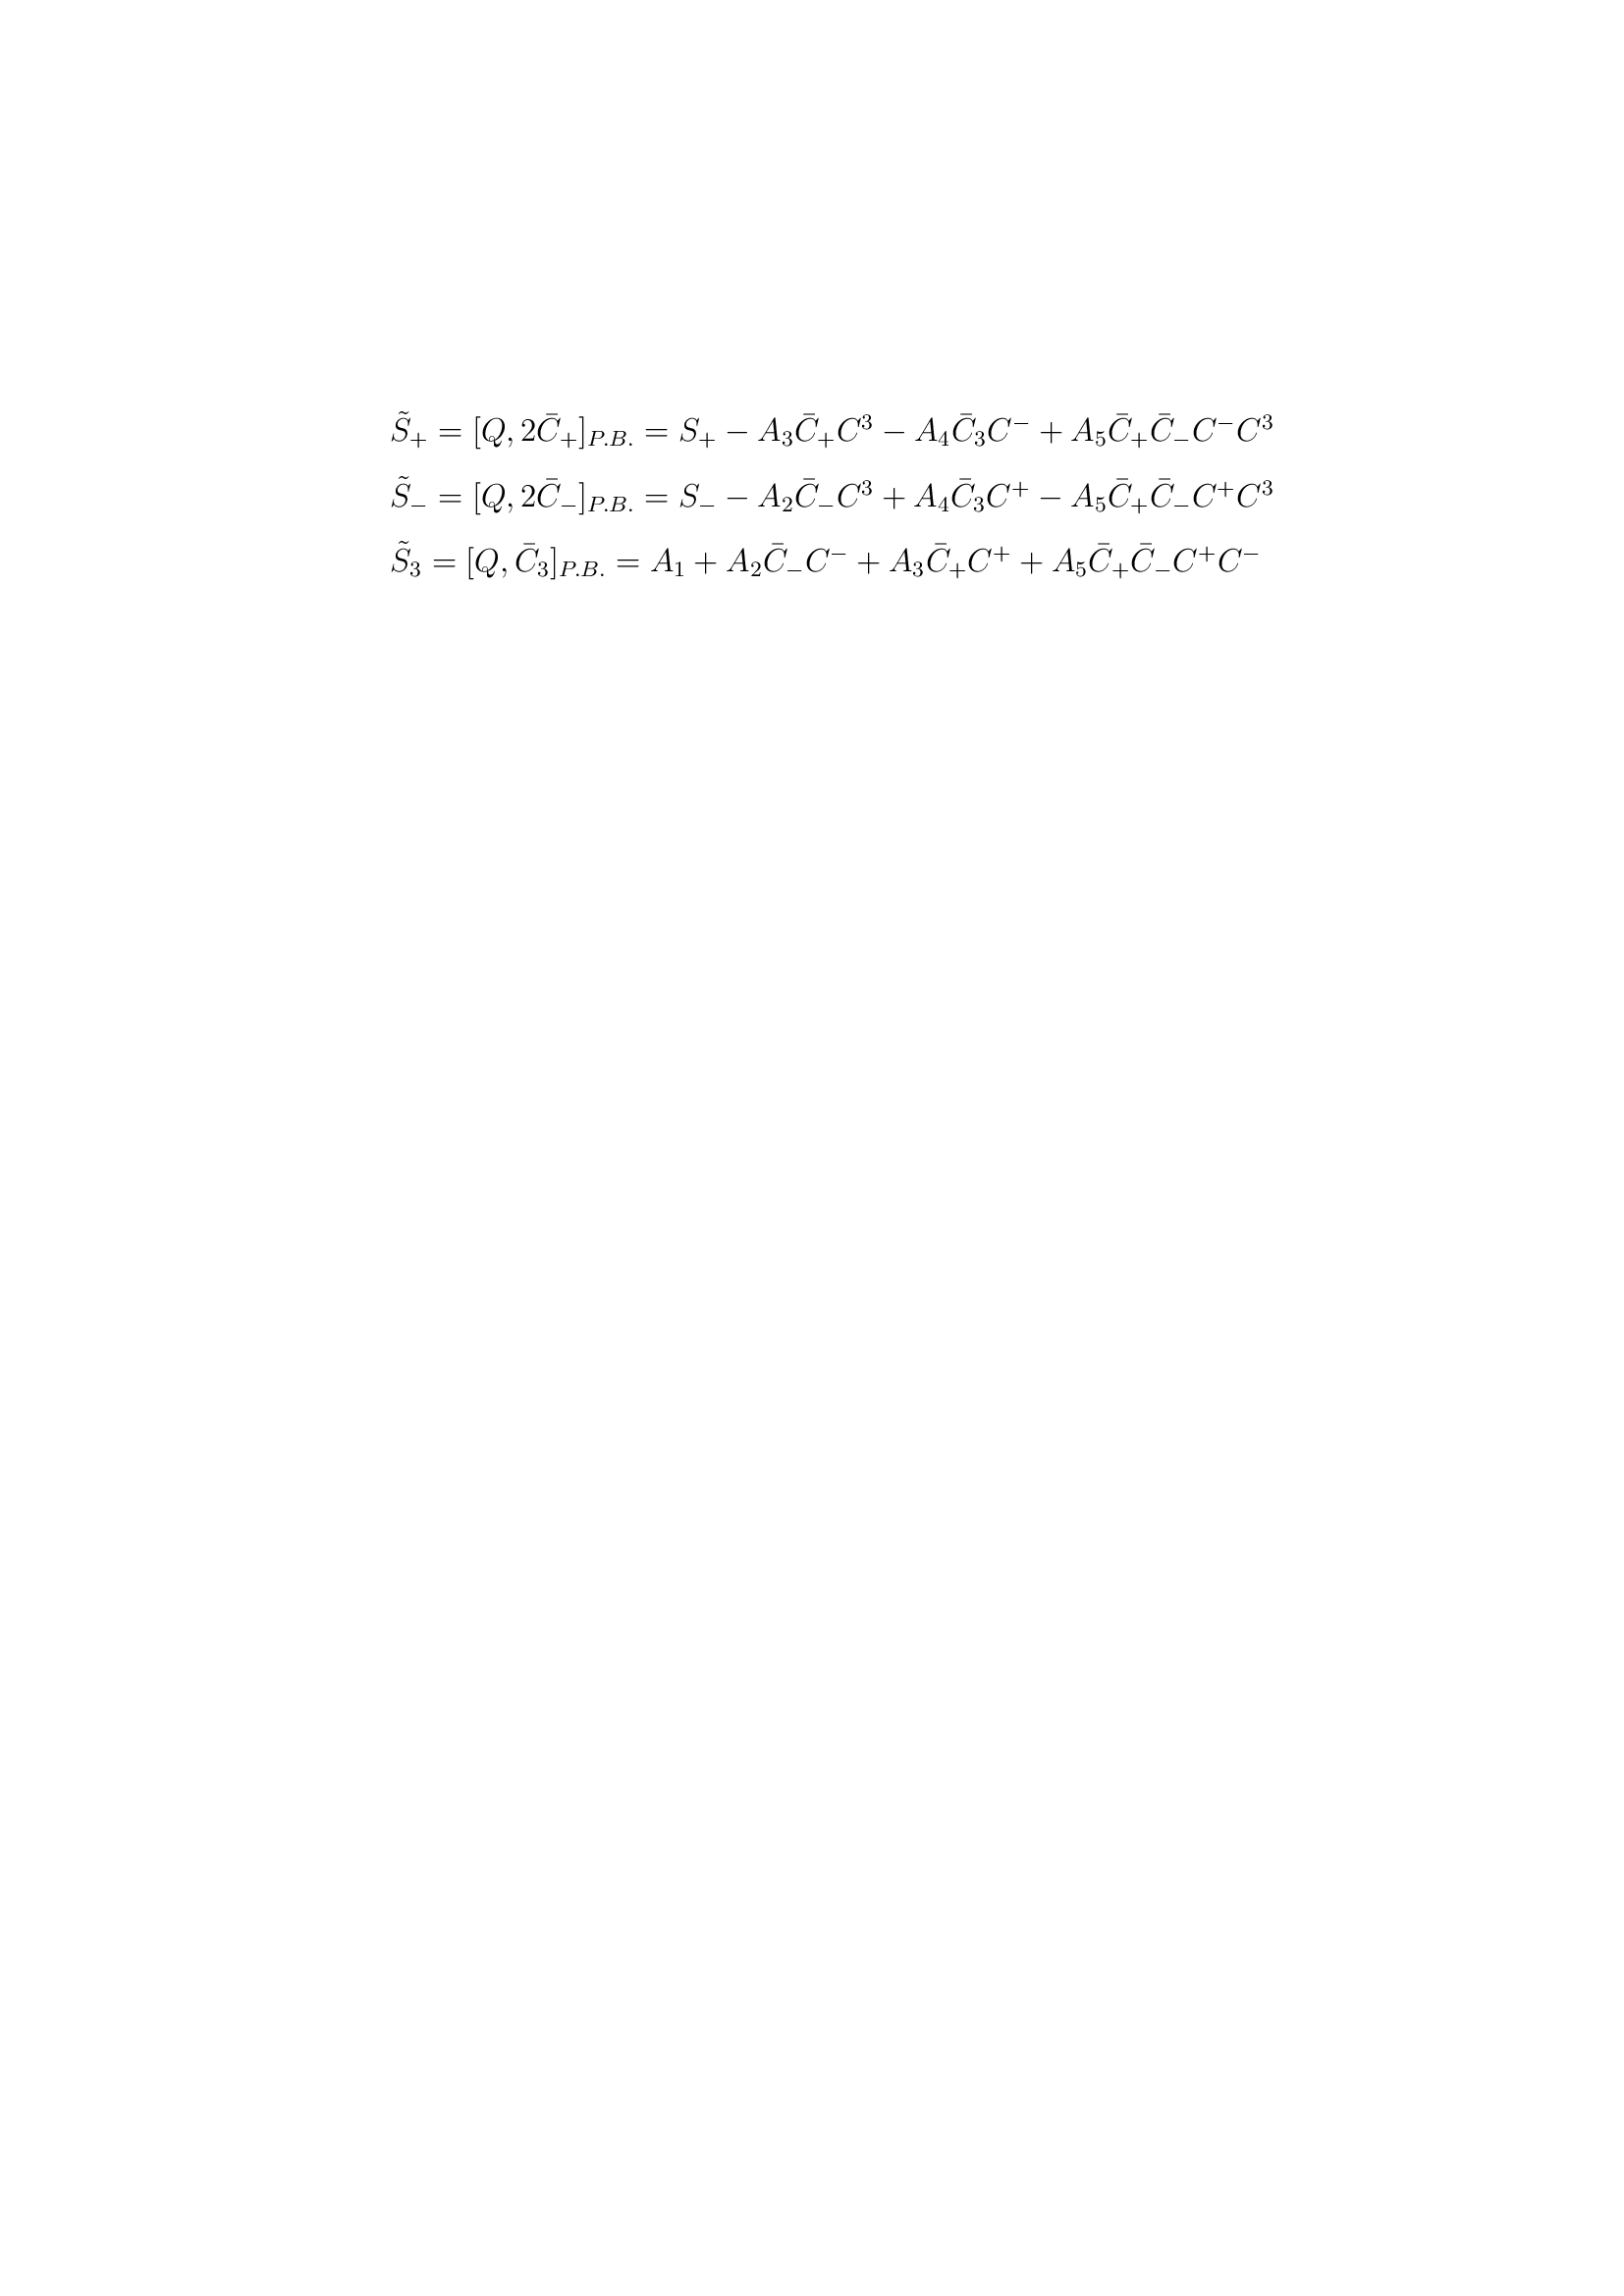 $\tilde{S}_+ = [Q, 2\bar{C}_+]_{P.B.} = S_+ - A_3\bar{C}_+C^3 - A_4\bar{C}_3C^- + A_5\bar{C}_+\bar{C}_-C^-C^3$
$\tilde{S}_- = [Q, 2\bar{C}_-]_{P.B.} = S_- - A_2\bar{C}_-C^3 + A_4\bar{C}_3C^+ - A_5\bar{C}_+\bar{C}_-C^+C^3$
$\tilde{S}_3 = [Q, \bar{C}_3]_{P.B.} = A_1 + A_2\bar{C}_-C^- + A_3\bar{C}_+C^+ + A_5\bar{C}_+\bar{C}_-C^+C^-$